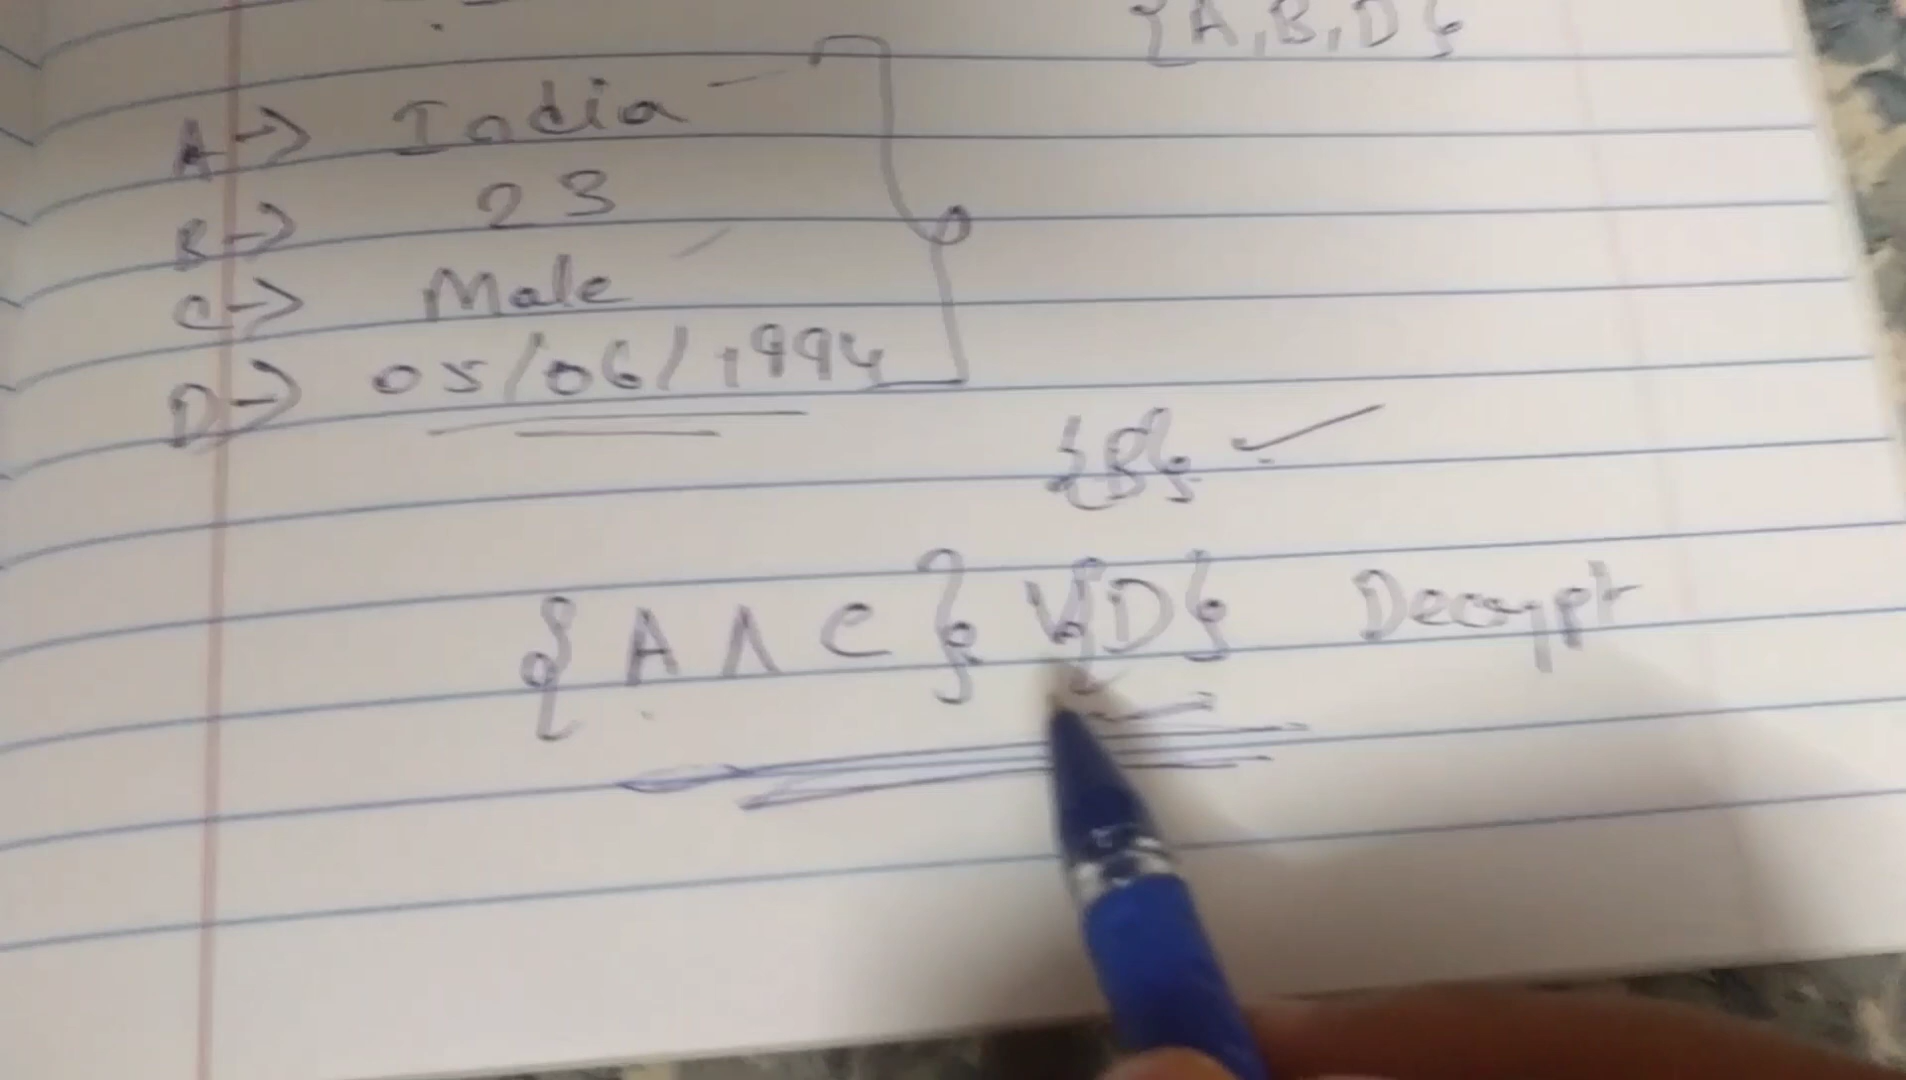 {A,B,D}
A → India
B → 23
C → Male
D → 05/06/1994
{B} ✓
{A ∧ C} ∨ {D} Decrypt